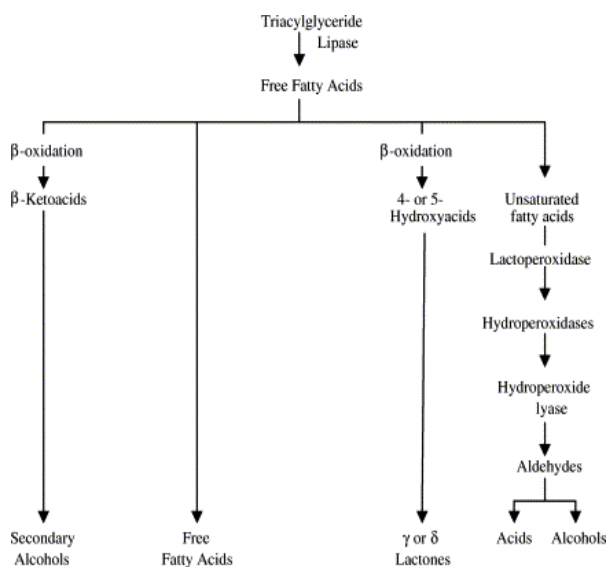 Triacylglyceride
Lipase
Free Fatty Acids
β-oxidation
β-oxidation
β-Ketoacids
4- or 5-
Hydroxyacids
Unsaturated
fatty acids
Lactoperoxidase
Hydroperoxidases
Hydroperoxide
lyase
Aldehydes
Secondary
Alcohols
Free
Fatty Acids
γ or δ
Lactones
Acids
Alcohols